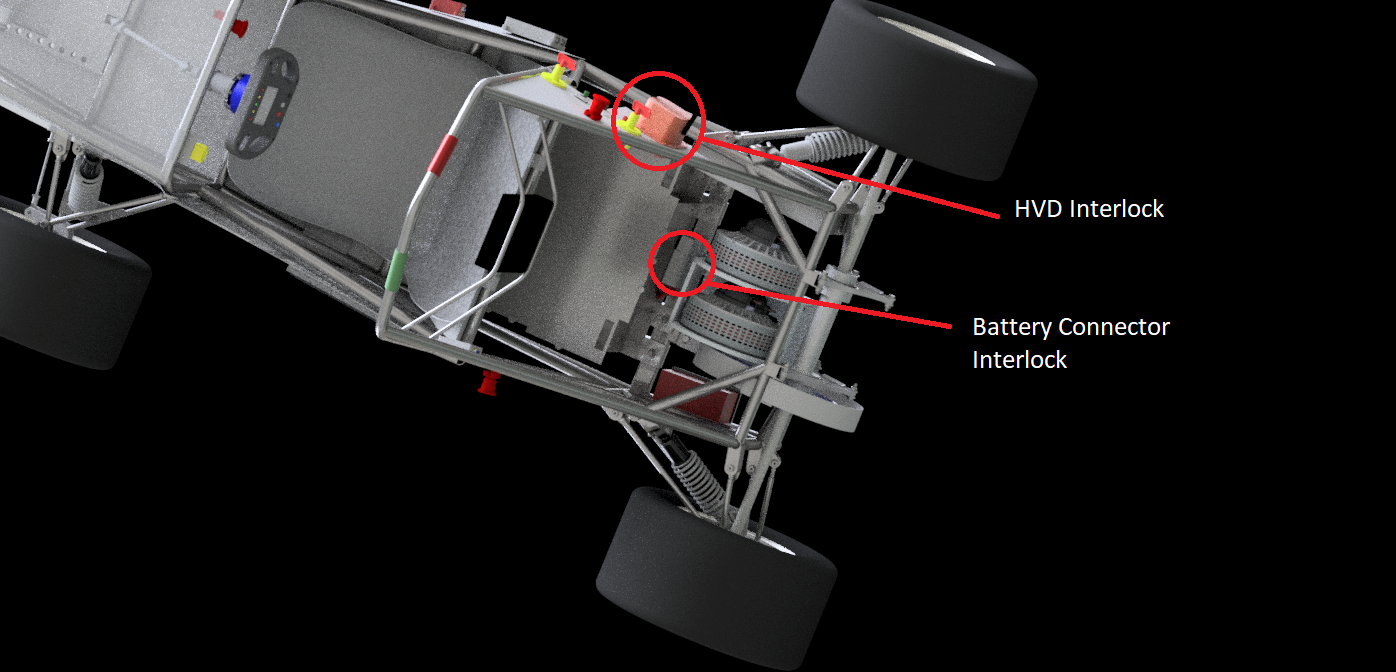 HVD Interlock
Battery Connector
Interlock